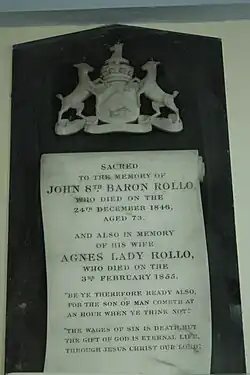 SACRED
TO THE MEMORY OF
JOHN 8TH BARON ROLLO,
WHO DIED ON THE
24TH DECEMBER 1846,
AGED 73.
AND ALSO IN MEMORY
OF HIS WIFE
AGNES LADY ROLLO,
WHO DIED ON THE
3RD FEBRUARY 1855.
"BE YE THEREFORE READY ALSO,
FOR THE SON OF MAN COMETH AT
AN HOUR WHEN YE THINK NOT."
"THE WAGES OF SIN IS DEATH, BUT
THE GIFT OF GOD IS ETERNAL LIFE,
THROUGH JESUS CHRIST OUR LORD."